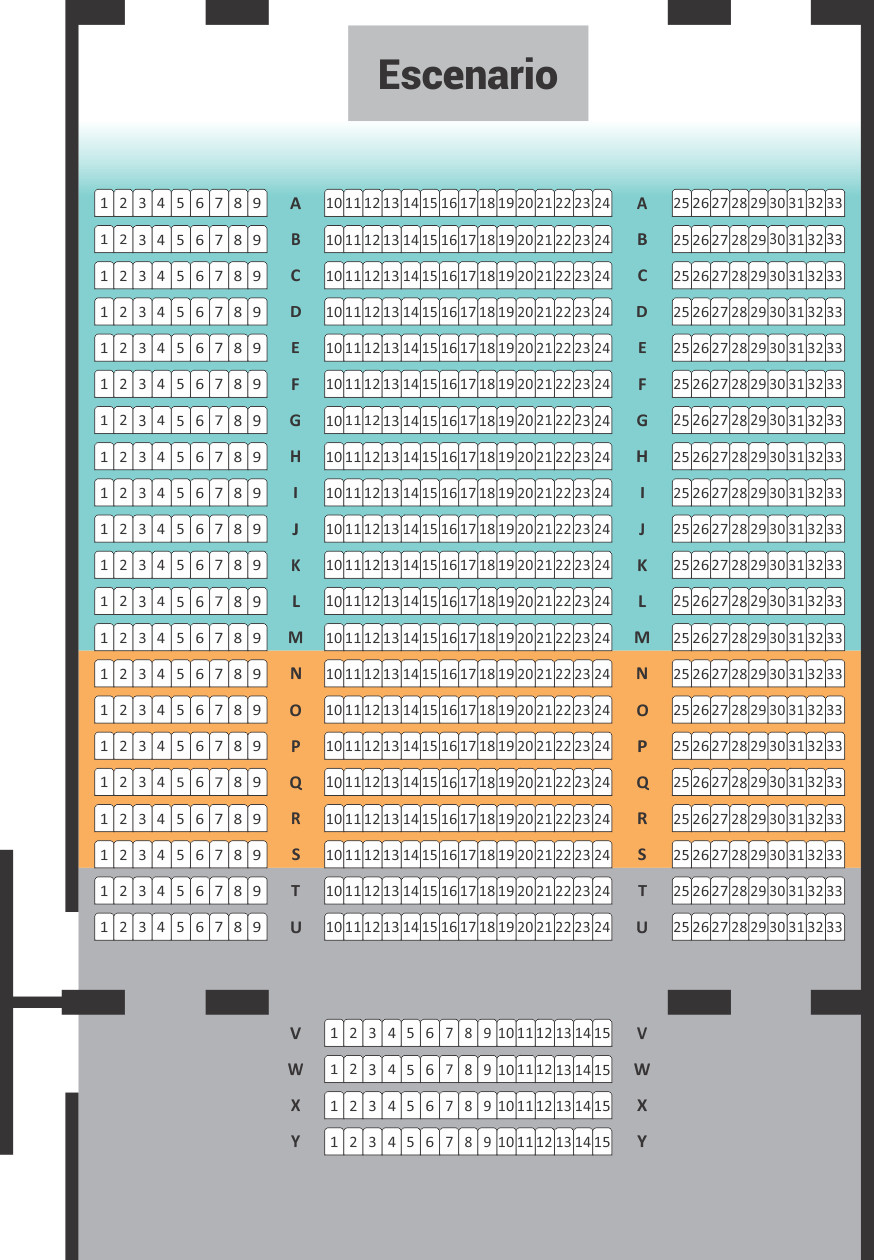 Escenario
1 2 3 4 5 6 7 8 9 A 10 11 12 13 14 15 16 17 18 19 20 21 22 23 24 A 25 26 27 28 29 30 31 32 33
1 2 3 4 5 6 7 8 9 B 10 11 12 13 14 15 16 17 18 19 20 21 22 23 24 B 25 26 27 28 29 30 31 32 33
1 2 3 4 5 6 7 8 9 C 10 11 12 13 14 15 16 17 18 19 20 21 22 23 24 C 25 26 27 28 29 30 31 32 33
1 2 3 4 5 6 7 8 9 D 10 11 12 13 14 15 16 17 18 19 20 21 22 23 24 D 25 26 27 28 29 30 31 32 33
1 2 3 4 5 6 7 8 9 E 10 11 12 13 14 15 16 17 18 19 20 21 22 23 24 E 25 26 27 28 29 30 31 32 33
1 2 3 4 5 6 7 8 9 F 10 11 12 13 14 15 16 17 18 19 20 21 22 23 24 F 25 26 27 28 29 30 31 32 33
1 2 3 4 5 6 7 8 9 G 10 11 12 13 14 15 16 17 18 19 20 21 22 23 24 G 25 26 27 28 29 30 31 32 33
1 2 3 4 5 6 7 8 9 H 10 11 12 13 14 15 16 17 18 19 20 21 22 23 24 H 25 26 27 28 29 30 31 32 33
1 2 3 4 5 6 7 8 9 I 10 11 12 13 14 15 16 17 18 19 20 21 22 23 24 I 25 26 27 28 29 30 31 32 33
1 2 3 4 5 6 7 8 9 J 10 11 12 13 14 15 16 17 18 19 20 21 22 23 24 J 25 26 27 28 29 30 31 32 33
1 2 3 4 5 6 7 8 9 K 10 11 12 13 14 15 16 17 18 19 20 21 22 23 24 K 25 26 27 28 29 30 31 32 33
1 2 3 4 5 6 7 8 9 L 10 11 12 13 14 15 16 17 18 19 20 21 22 23 24 L 25 26 27 28 29 30 31 32 33
1 2 3 4 5 6 7 8 9 M 10 11 12 13 14 15 16 17 18 19 20 21 22 23 24 M 25 26 27 28 29 30 31 32 33
1 2 3 4 5 6 7 8 9 N 10 11 12 13 14 15 16 17 18 19 20 21 22 23 24 N 25 26 27 28 29 30 31 32 33
1 2 3 4 5 6 7 8 9 O 10 11 12 13 14 15 16 17 18 19 20 21 22 23 24 O 25 26 27 28 29 30 31 32 33
1 2 3 4 5 6 7 8 9 P 10 11 12 13 14 15 16 17 18 19 20 21 22 23 24 P 25 26 27 28 29 30 31 32 33
1 2 3 4 5 6 7 8 9 Q 10 11 12 13 14 15 16 17 18 19 20 21 22 23 24 Q 25 26 27 28 29 30 31 32 33
1 2 3 4 5 6 7 8 9 R 10 11 12 13 14 15 16 17 18 19 20 21 22 23 24 R 25 26 27 28 29 30 31 32 33
1 2 3 4 5 6 7 8 9 S 10 11 12 13 14 15 16 17 18 19 20 21 22 23 24 S 25 26 27 28 29 30 31 32 33
1 2 3 4 5 6 7 8 9 T 10 11 12 13 14 15 16 17 18 19 20 21 22 23 24 T 25 26 27 28 29 30 31 32 33
1 2 3 4 5 6 7 8 9 U 10 11 12 13 14 15 16 17 18 19 20 21 22 23 24 U 25 26 27 28 29 30 31 32 33
V 1 2 3 4 5 6 7 8 9 10 11 12 13 14 15 V
W 1 2 3 4 5 6 7 8 9 10 11 12 13 14 15 W
X 1 2 3 4 5 6 7 8 9 10 11 12 13 14 15 X
Y 1 2 3 4 5 6 7 8 9 10 11 12 13 14 15 Y